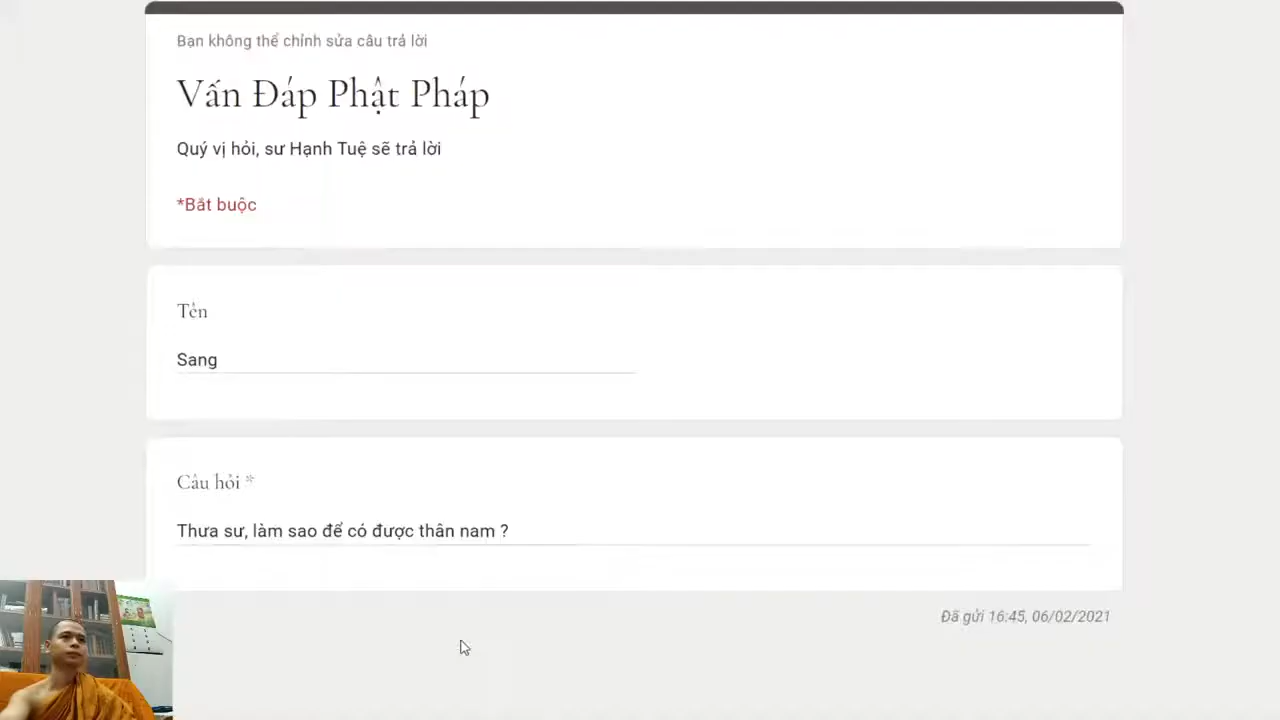 Bạn không thể chỉnh sửa câu trả lời
Vấn Đáp Phật Pháp
Quý vị hỏi, sư Hạnh Tuệ sẽ trả lời
*Bắt buộc
Tên
Sang
Câu hỏi *
Thưa sư, làm sao để có được thân nam ?
Đã gửi 16:45, 06/02/2021